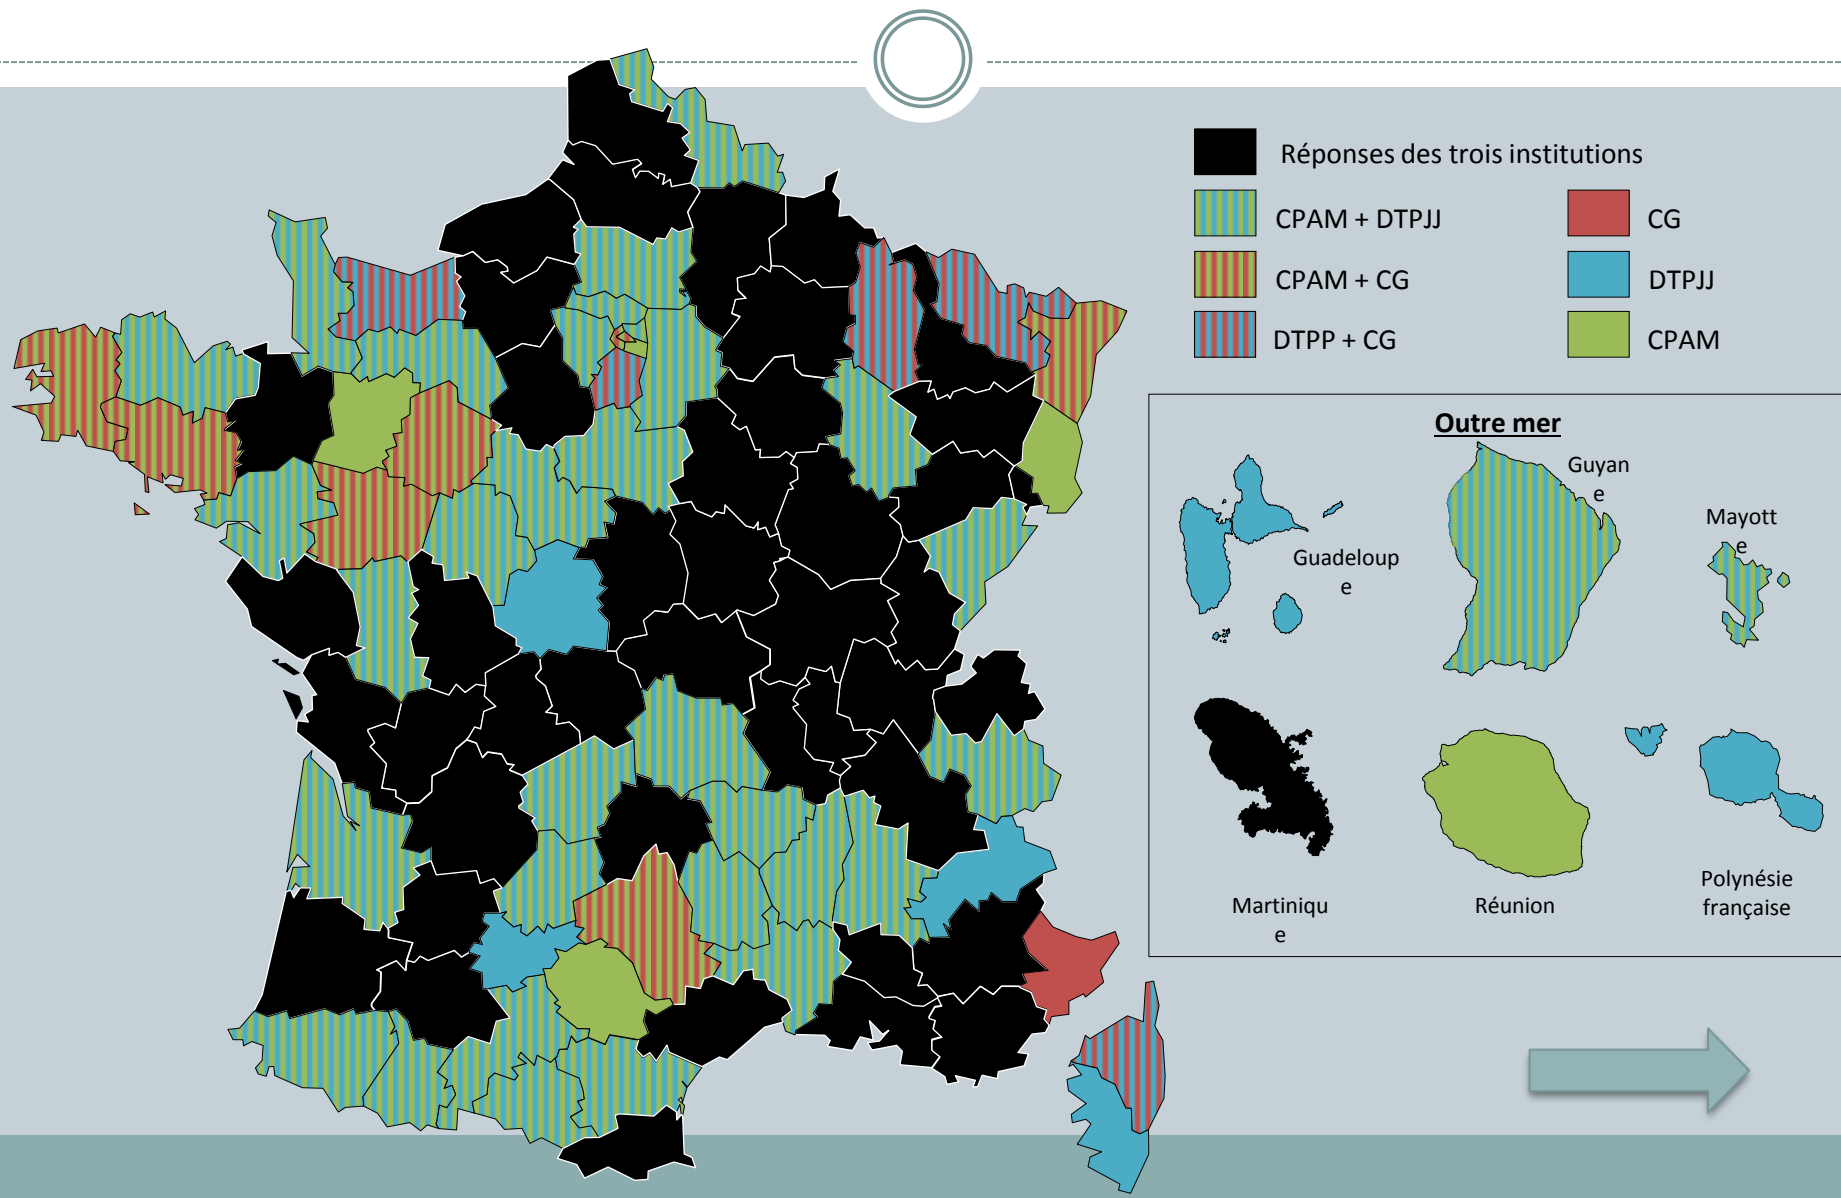 Réponses des trois institutions
CPAM + DTPJJ
CG
CPAM + CG
DTPJJ
DTPP + CG
CPAM
Outre mer
Guyan
e
Mayott
e
Guadeloup
e
Martiniqu
e
Réunion
Polynésie
française